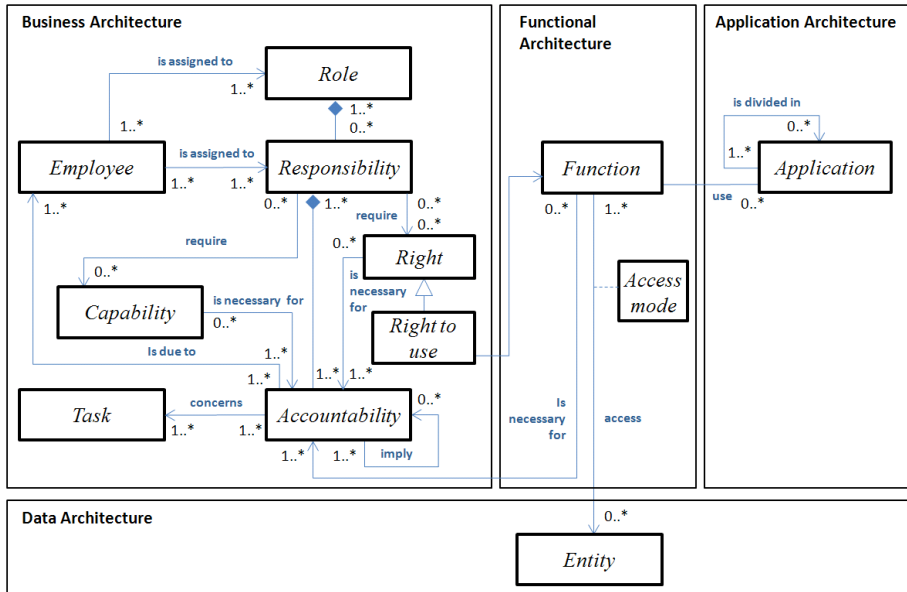 Business Architecture
Functional
Architecture
Application Architecture
is assigned to
Role
1..*
1..*
0..*
1..*
is divided in
0..*
1..*
Employee
is assigned to
Responsibility
Function
Application
1..*
1..*
1..*
0..*
1..*
0..*
0..*
1..*
use
0..*
require
0..*
require
0..*
Right
0..*
is
necessary
for
Capability
is necessary for
0..*
Access
mode
Right to
use
Is due to
1..*
1..*
1..*
1..*
0..*
Task
concerns
Accountability
1..*
1..*
1..*
1..*
imply
Is
necessary
for
access
Data Architecture
0..*
Entity